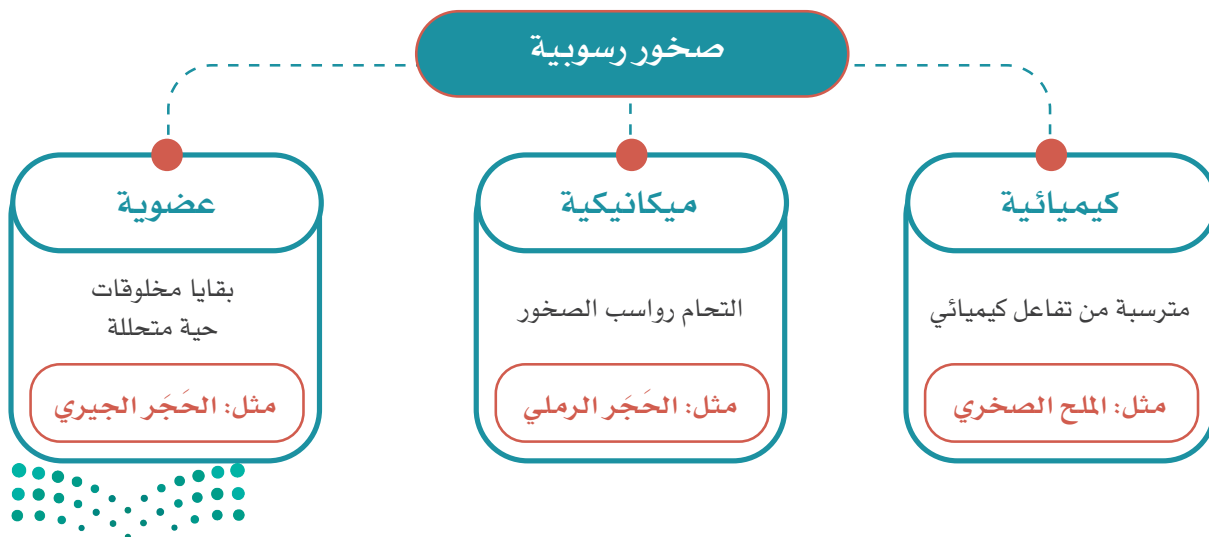 صخور رسوبية
كيميائية
مترسبة من تفاعل كيميائي
مثل: الملح الصخري
ميكانيكية
التحام رواسب الصخور
مثل: الحَجَر الرملي
عضوية
بقايا مخلوقات
حية متحللة
مثل: الحَجَر الجيري